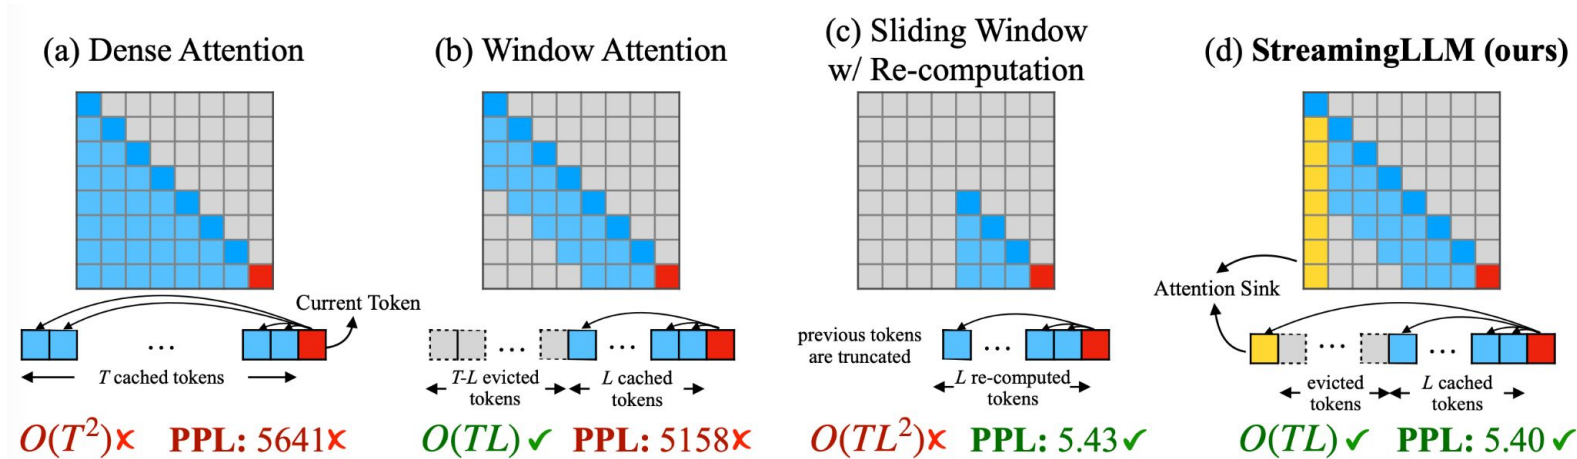 (a) Dense Attention
Current Token
...
T cached tokens
O(T²)✗ PPL: 5641✗
(b) Window Attention
... ...
T-L evicted
tokens
L cached
tokens
O(TL)✓ PPL: 5158✗
(c) Sliding Window
w/ Re-computation
previous tokens
are truncated
...
L re-computed
tokens
O(TL²)✗ PPL: 5.43✓
(d) StreamingLLM (ours)
Attention Sink
... ...
evicted
tokens
L cached
tokens
O(TL)✓ PPL: 5.40✓